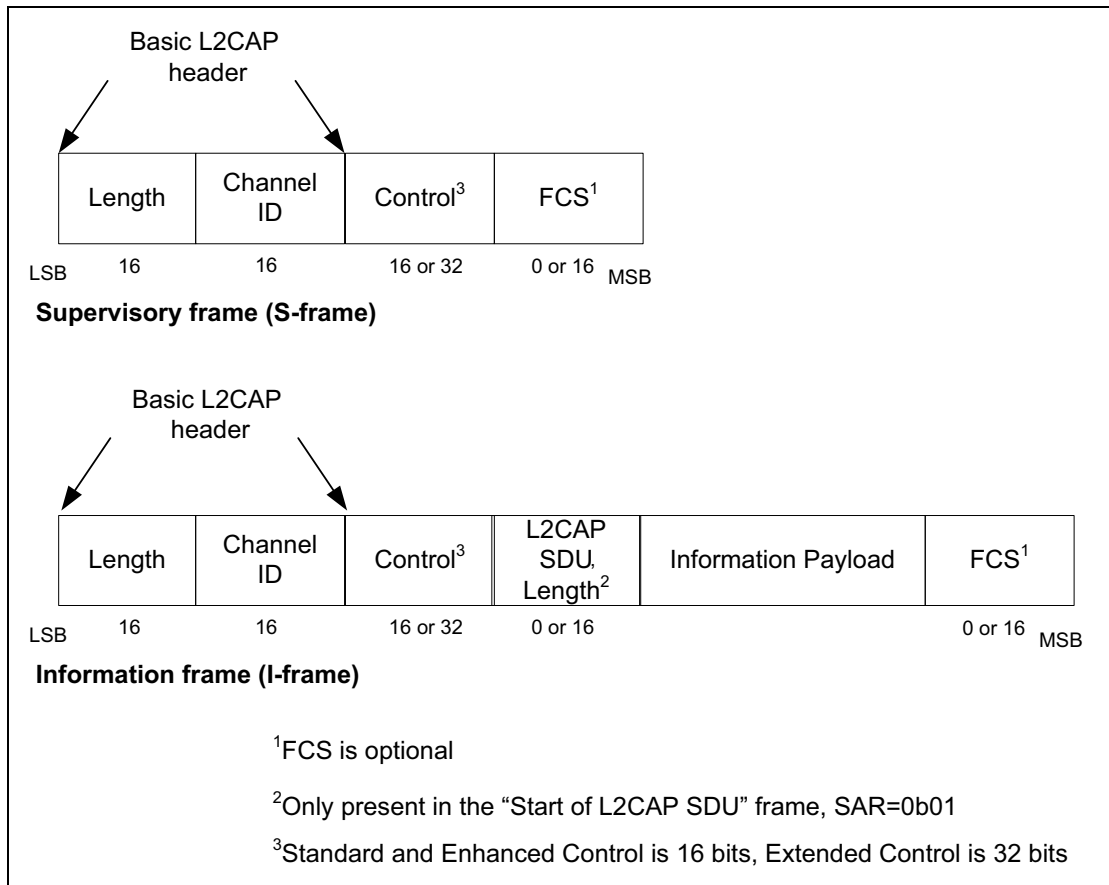 Basic L2CAP
header
Length
Channel
ID
Control³
FCS¹
LSB
16
16
16 or 32
0 or 16
MSB
Supervisory frame (S-frame)
Basic L2CAP
header
Length
Channel
ID
Control³
L2CAP
SDU,
Length²
Information Payload
FCS¹
LSB
16
16
16 or 32
0 or 16
0 or 16
MSB
Information frame (I-frame)
¹FCS is optional
²Only present in the “Start of L2CAP SDU” frame, SAR=0b01
³Standard and Enhanced Control is 16 bits, Extended Control is 32 bits